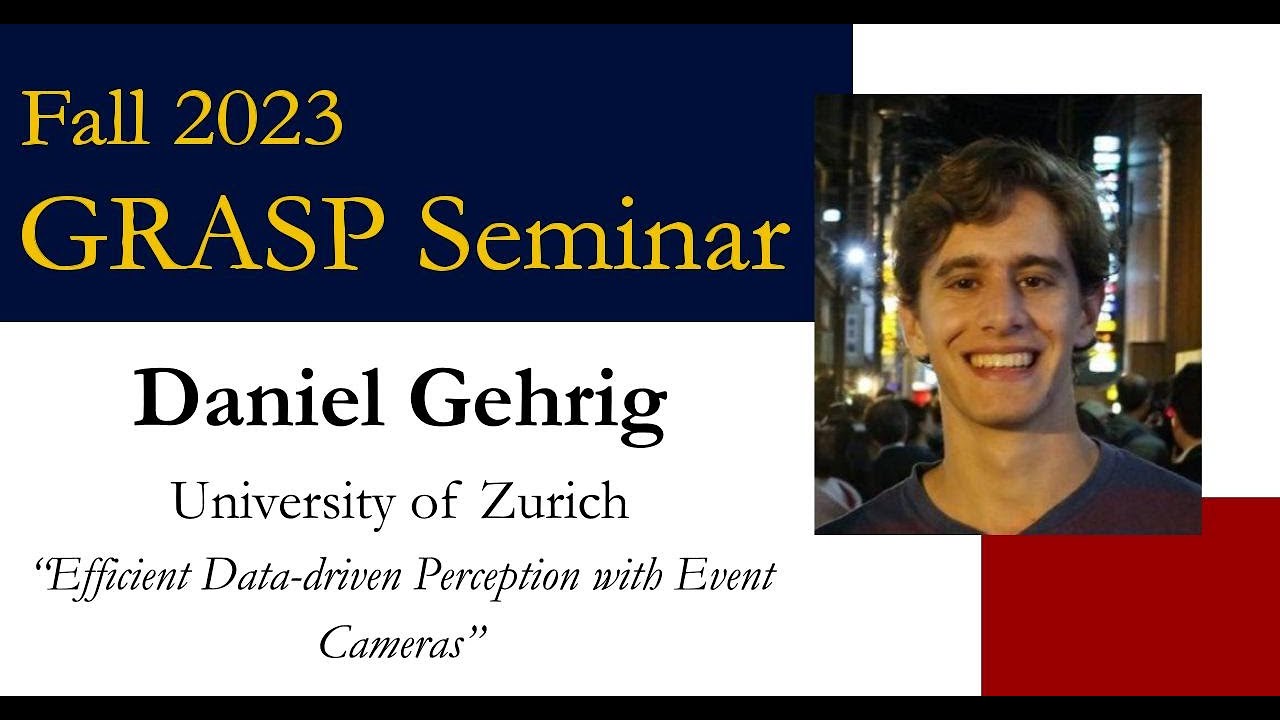 Fall 2023
GRASP Seminar
Daniel Gehrig
University of Zurich
“Efficient Data-driven Perception with Event
Cameras”